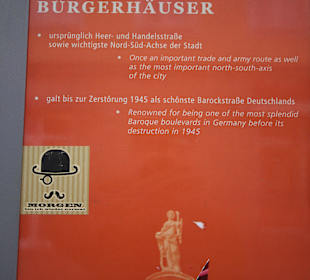 BÜRGERHÄUSER
• ursprünglich Heer- und Handelsstraße
sowie wichtigste Nord-Süd-Achse der Stadt
• Once an important trade and army route as well
as the most important north-south-axis
of the city
• galt bis zur Zerstörung 1945 als schönste Barockstraße Deutschlands
• Renowned for being one of the most splendid
Baroque boulevards in Germany before its
destruction in 1945
MORGEN.